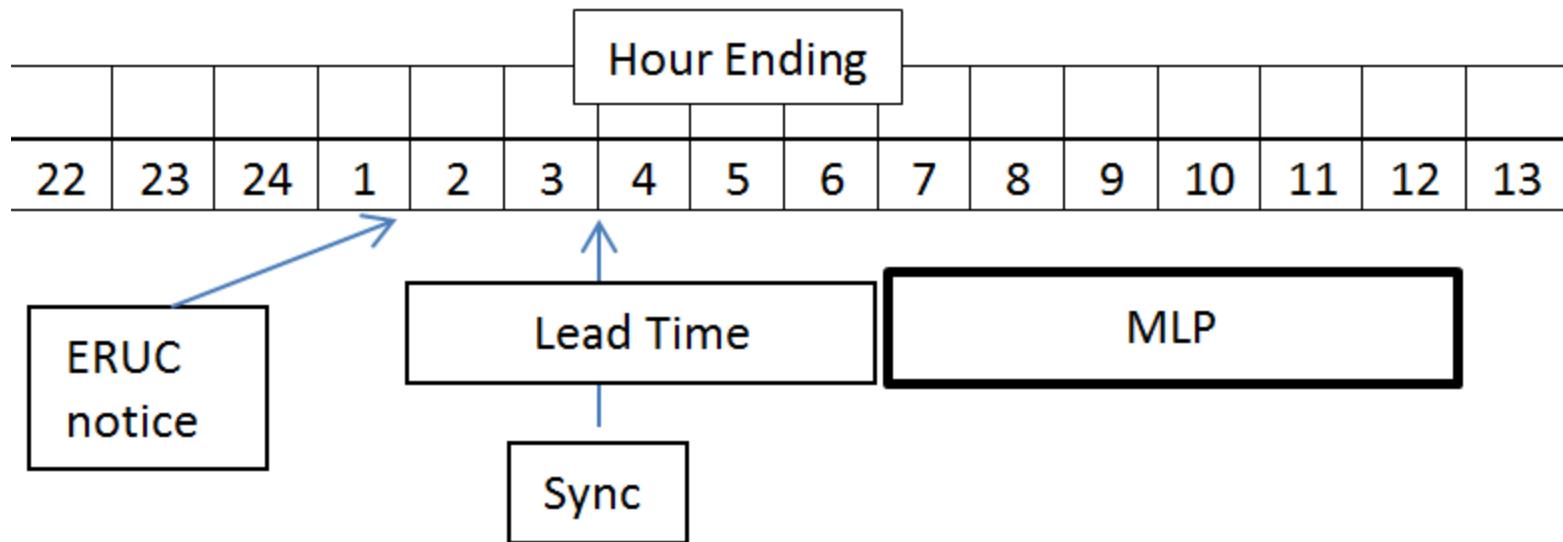 Hour Ending
22 23 24 1 2 3 4 5 6 7 8 9 10 11 12 13
ERUC
notice
Lead Time
MLP
Sync